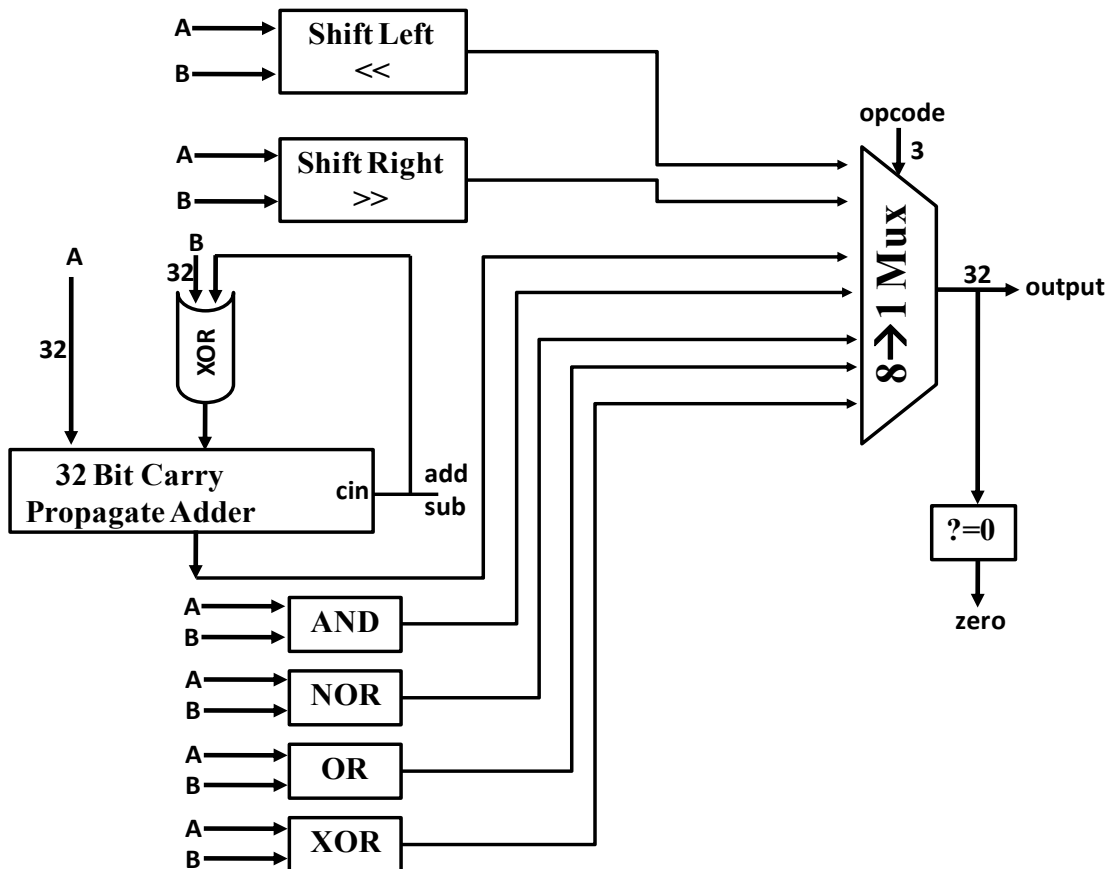 A
B
Shift Left
<<
A
B
Shift Right
>>
opcode
3
8→1 Mux
32
output
?=0
zero
A
32
B
32
XOR
32 Bit Carry
Propagate Adder
cin
add
sub
A
B
AND
A
B
NOR
A
B
OR
A
B
XOR